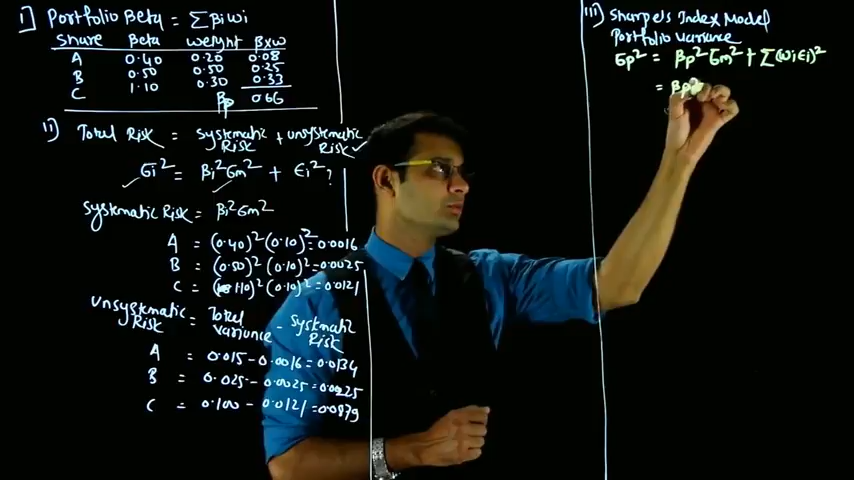 I) Portfolio Beta = Σ βiwi
Share Beta weight βxw
A 0.40 0.20 0.08
B 0.50 0.50 0.25
C 1.10 0.30 0.33
βp 0.66
II) Total Risk = Systematic Risk + unsystematic Risk ✓
σi² = βi²σm² + εi²?
Systematic Risk = βi²σm²
A = (0.40)² (0.10)² = 0.0016
B = (0.50)² (0.10)² = 0.0025
C = (1.10)² (0.10)² = 0.0121
Unsystematic Risk = Total variance - Systematic Risk
A = 0.015 - 0.0016 = 0.0134
B = 0.025 - 0.0025 = 0.0225
C = 0.100 - 0.0121 = 0.0879
III) Sharpe's Index Model
Portfolio Variance
σp² = βp² σm² + Σ(wiεi)²
= βp²